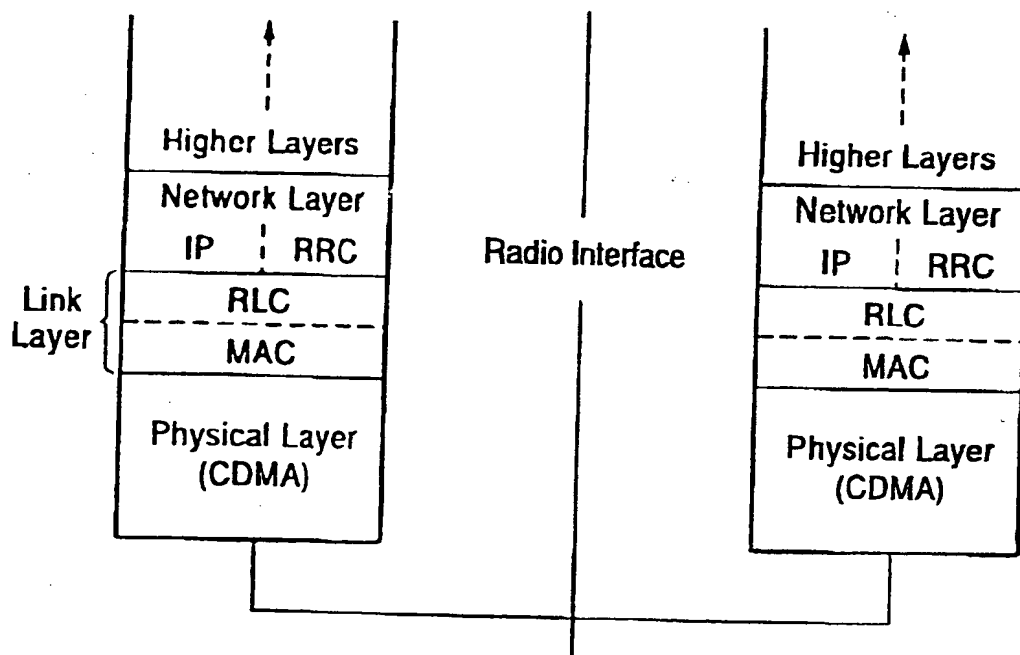 Higher Layers
Network Layer
IP RRC
Link
Layer
RLC
MAC
Physical Layer
(CDMA)
Radio Interface
Higher Layers
Network Layer
IP RRC
RLC
MAC
Physical Layer
(CDMA)